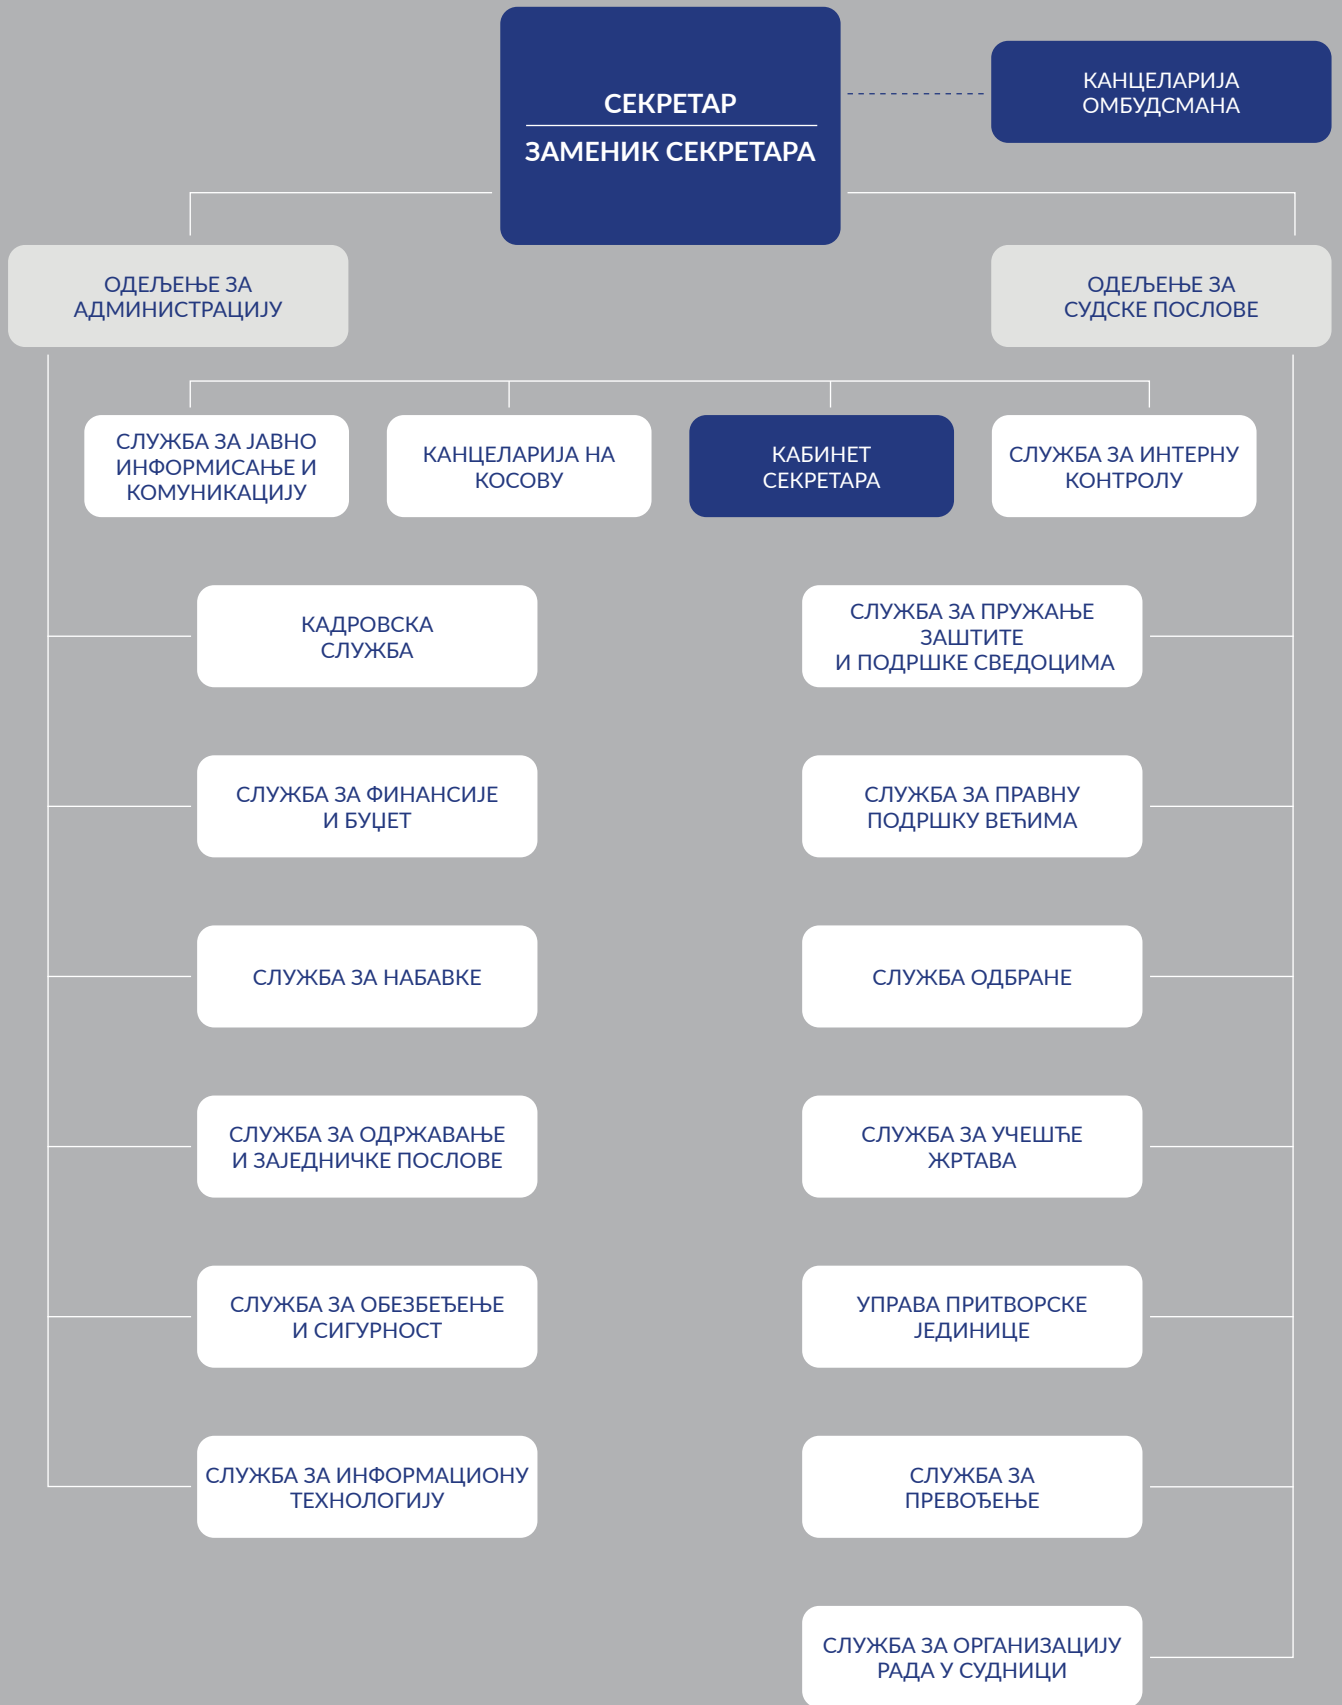 СЕКРЕТАР
ЗАМЕНИК СЕКРЕТАРА
КАНЦЕЛАРИЈА
ОМБУДСМАНА
ОДЕЉЕЊЕ ЗА
АДМИНИСТРАЦИЈУ
ОДЕЉЕЊЕ ЗА
СУДСКЕ ПОСЛОВЕ
СЛУЖБА ЗА ЈАВНО
ИНФОРМИСАЊЕ И
КОМУНИКАЦИЈУ
КАНЦЕЛАРИЈА НА
КОСОВУ
КАБИНЕТ
СЕКРЕТАРА
СЛУЖБА ЗА ИНТЕРНУ
КОНТРОЛУ
КАДРОВСКА
СЛУЖБА
СЛУЖБА ЗА ПРУЖАЊЕ
ЗАШТИТЕ
И ПОДРШКЕ СВЕДОЦИМА
СЛУЖБА ЗА ФИНАНСИЈЕ
И БУЏЕТ
СЛУЖБА ЗА ПРАВНУ
ПОДРШКУ ВЕЋИМА
СЛУЖБА ЗА НАБАВКЕ
СЛУЖБА ОДБРАНЕ
СЛУЖБА ЗА ОДРЖАВАЊЕ
И ЗАЈЕДНИЧКЕ ПОСЛОВЕ
СЛУЖБА ЗА УЧЕШЋЕ
ЖРТАВА
СЛУЖБА ЗА ОБЕЗБЕЂЕЊЕ
И СИГУРНОСТ
УПРАВА ПРИТВОРСКЕ
ЈЕДИНИЦЕ
СЛУЖБА ЗА ИНФОРМАЦИОНУ
ТЕХНОЛОГИЈУ
СЛУЖБА ЗА
ПРЕВОЂЕЊЕ
СЛУЖБА ЗА ОРГАНИЗАЦИЈУ
РАДА У СУДНИЦИ